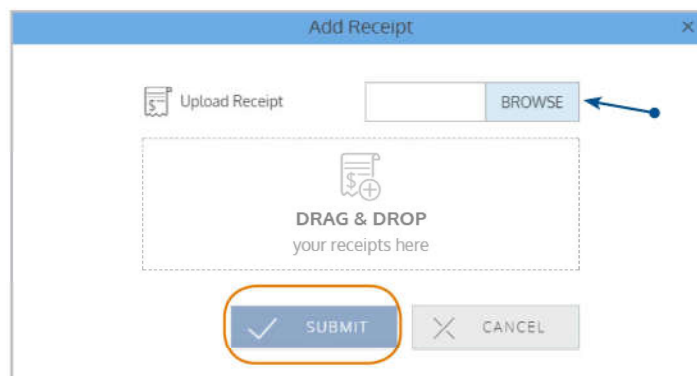 Add Receipt ×
$ Upload Receipt BROWSE
$
DRAG & DROP
your receipts here
SUBMIT CANCEL